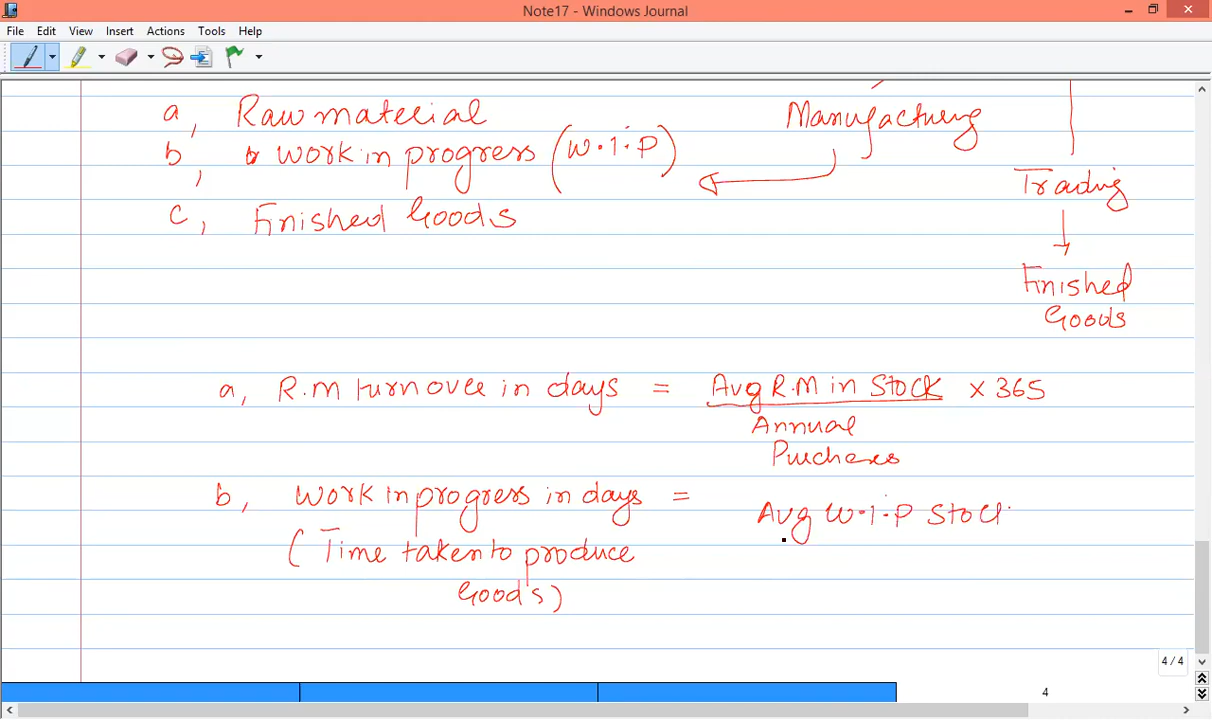 Note17 - Windows Journal
File Edit View Insert Actions Tools Help
a, Raw material
b, Work in progress (W.I.P)
c, Finished Goods
Manufacturing
Trading
Finished
Goods
a, R.M turnover in days = Avg R.M in Stock × 365
Annual
Purchases
b, Work in progress in days = Avg W.I.P Stock
(Time taken to produce
Goods)
4 / 4
4